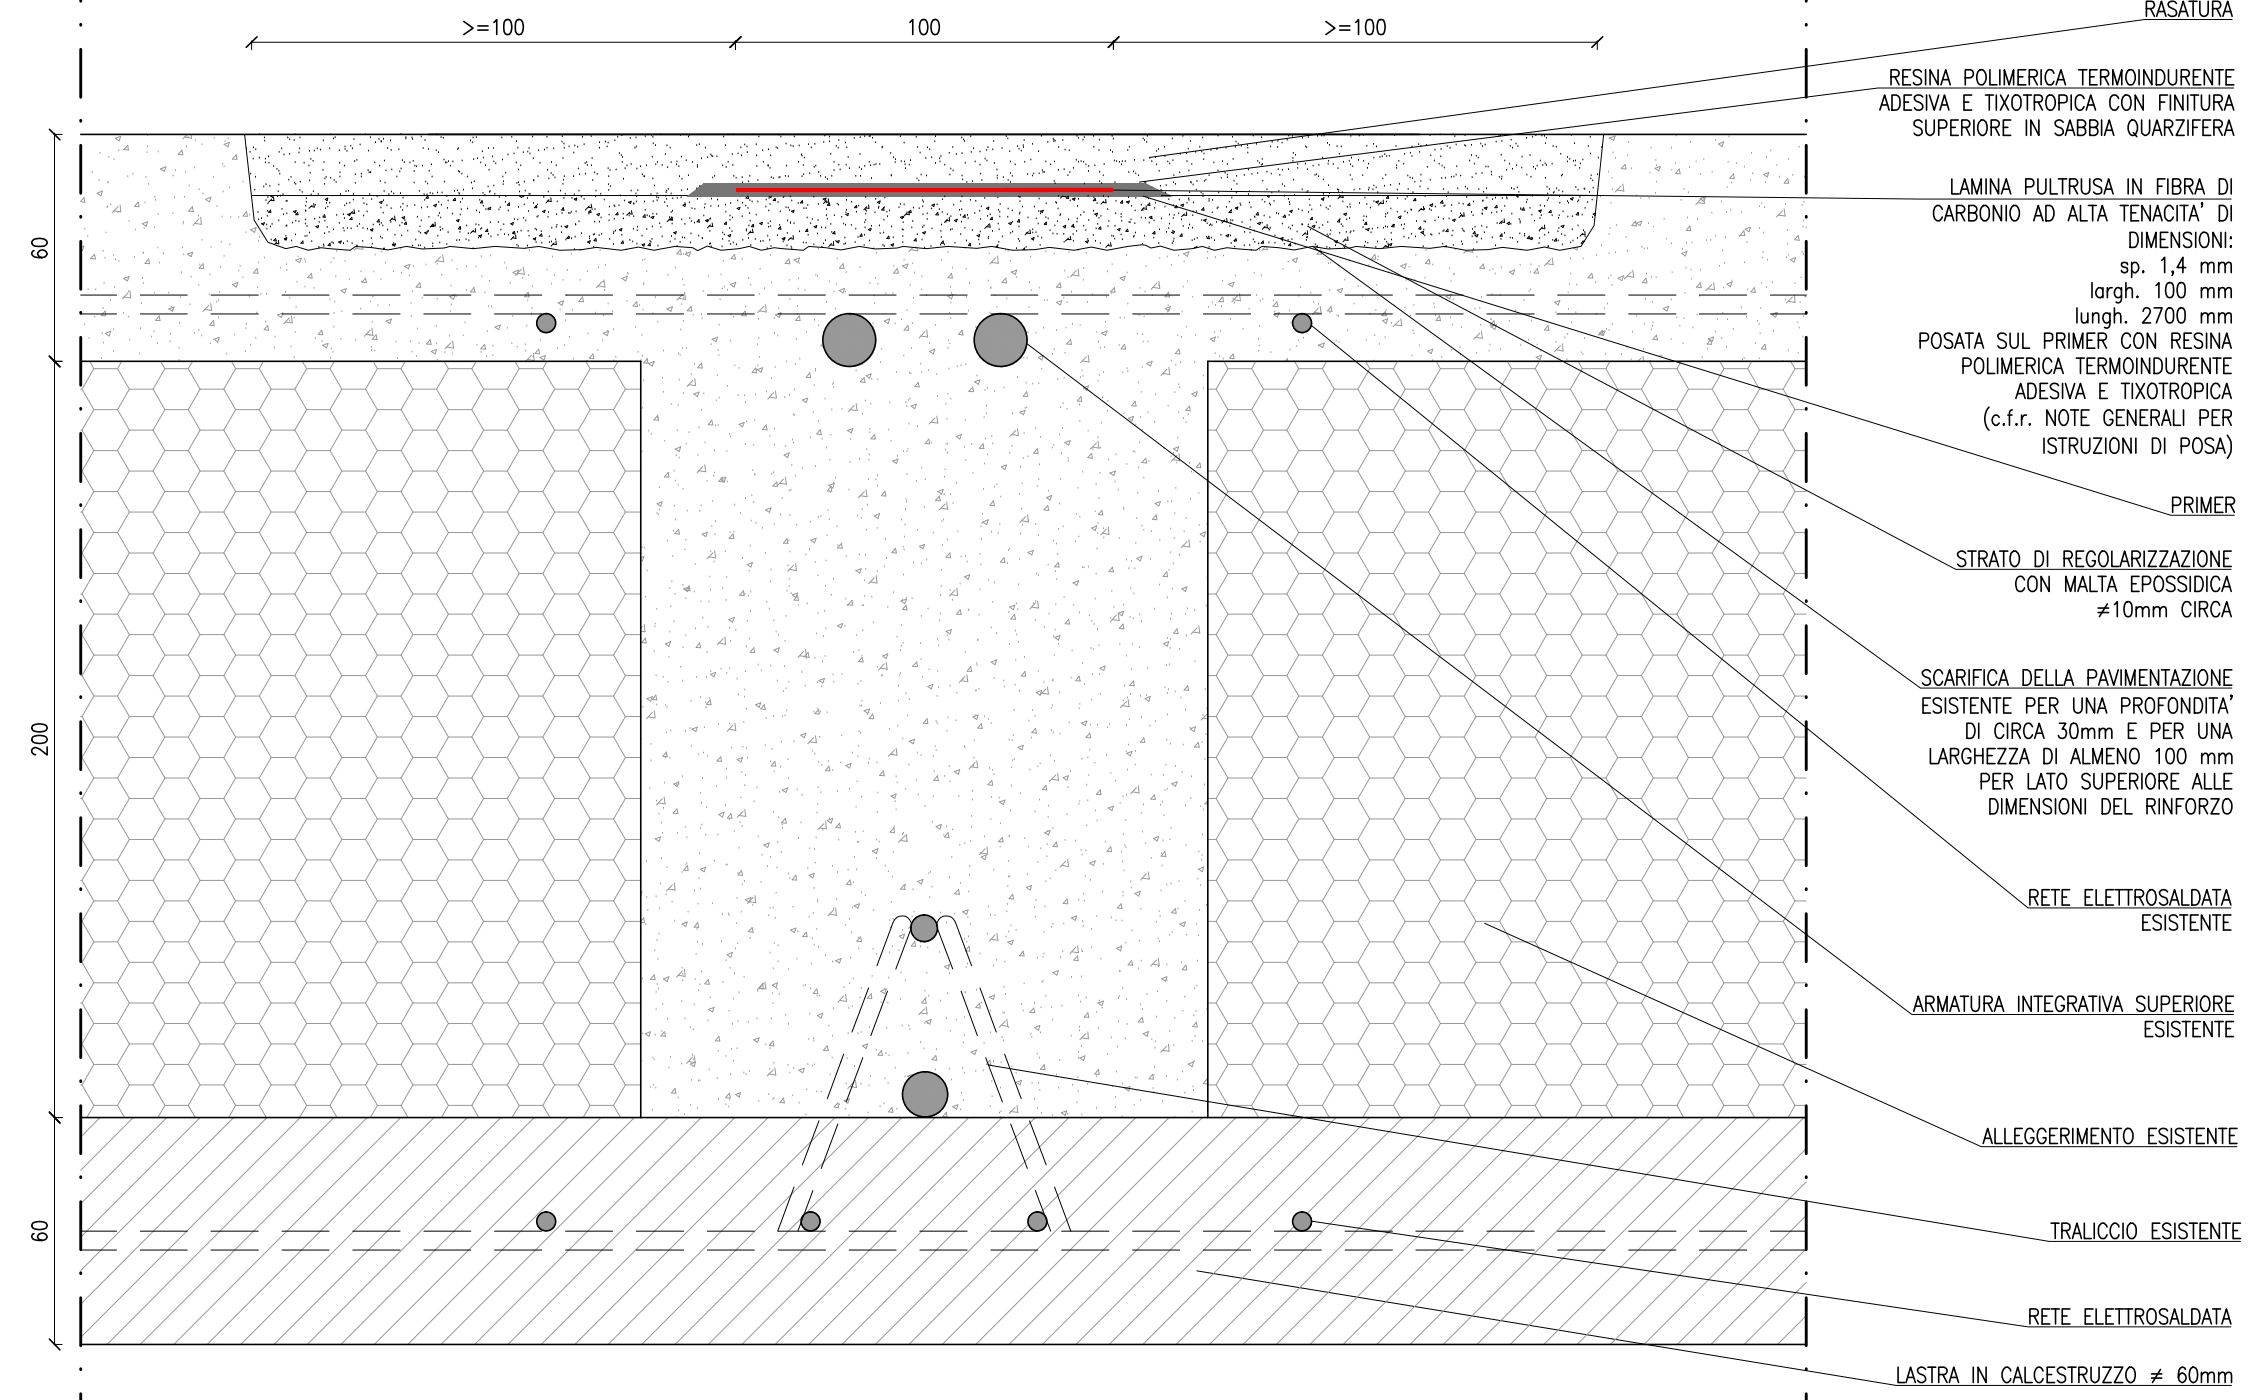 >=100
100
>=100
60
200
60
RASATURA
RESINA POLIMERICA TERMOINDURENTE
ADESIVA E TIXOTROPICA CON FINITURA
SUPERIORE IN SABBIA QUARZIFERA
LAMINA PULTRUSA IN FIBRA DI
CARBONIO AD ALTA TENACITA' DI
DIMENSIONI:
sp. 1,4 mm
largh. 100 mm
lungh. 2700 mm
POSATA SUL PRIMER CON RESINA
POLIMERICA TERMOINDURENTE
ADESIVA E TIXOTROPICA
(c.f.r. NOTE GENERALI PER
ISTRUZIONI DI POSA)
PRIMER
STRATO DI REGOLARIZZAZIONE
CON MALTA EPOSSIDICA
≠10mm CIRCA
SCARIFICA DELLA PAVIMENTAZIONE
ESISTENTE PER UNA PROFONDITA'
DI CIRCA 30mm E PER UNA
LARGHEZZA DI ALMENO 100 mm
PER LATO SUPERIORE ALLE
DIMENSIONI DEL RINFORZO
RETE ELETTROSALDATA
ESISTENTE
ARMATURA INTEGRATIVA SUPERIORE
ESISTENTE
ALLEGGERIMENTO ESISTENTE
TRALICCIO ESISTENTE
RETE ELETTROSALDATA
LASTRA IN CALCESTRUZZO ≠ 60mm